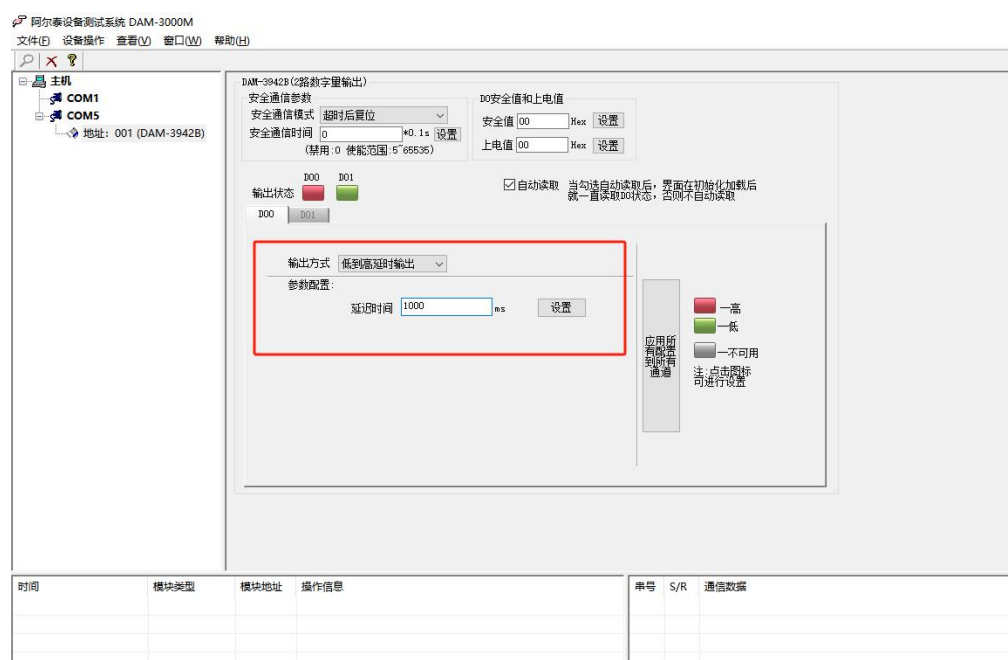 阿尔泰设备测试系统 DAM-3000M
文件(F) 设备操作 查看(V) 窗口(W) 帮助(H)
主机
COM1
COM5
地址：001 (DAM-3942B)
DAM-3942B(2路数字量输出)
安全通信参数
安全通信模式 超时后复位
安全通信时间 0 *0.1s 设置
(禁用:0 使能范围:5~65535)
DO安全值和上电值
安全值 00 Hex 设置
上电值 00 Hex 设置
DO0 DO1
输出状态
自动读取 当勾选自动读取后，界面在初始化加载后
就一直读取DO状态，否则不自动读取
DO0 DO1
输出方式 低到高延时输出
参数配置:
延迟时间 1000 ms 设置
应用所
有配置
到所有
通道
—高
—低
—不可用
注:点击图标
可进行设置
时间 模块类型 模块地址 操作信息
串号 S/R 通信数据